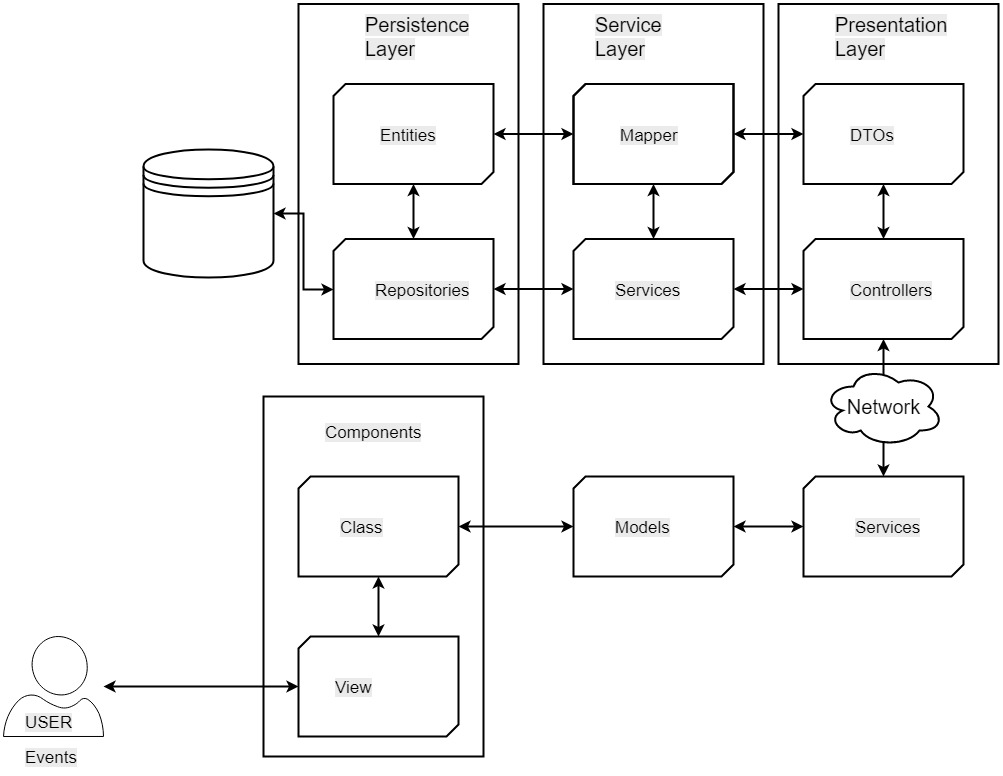 Persistence
Layer
Service
Layer
Presentation
Layer
Entities
Mapper
DTOs
Repositories
Services
Controllers
Network
Components
Class
Models
Services
View
USER
Events